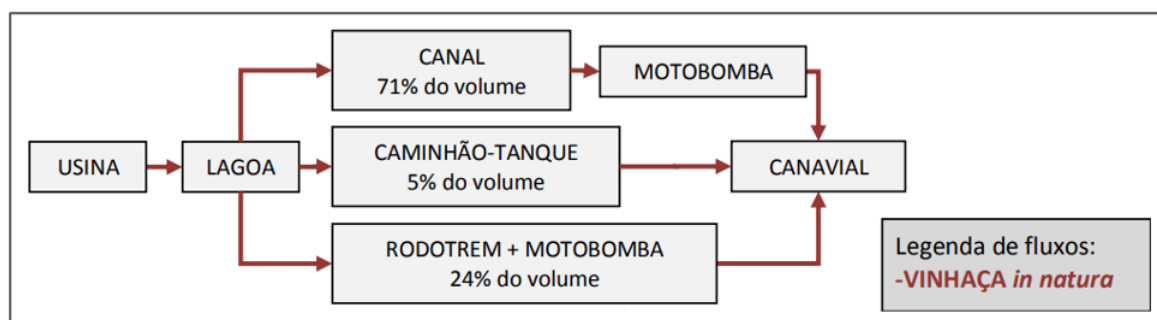 CANAL
71% do volume
MOTOBOMBA
USINA
LAGOA
CAMINHÃO-TANQUE
5% do volume
CANAVIAL
RODOTREM + MOTOBOMBA
24% do volume
Legenda de fluxos:
-VINHAÇA in natura